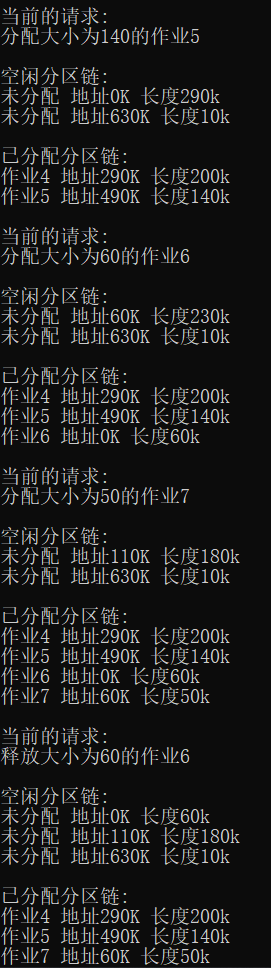 当前的请求:
分配大小为140的作业5
空闲分区链:
未分配 地址0K 长度290k
未分配 地址630K 长度10k
已分配分区链:
作业4 地址290K 长度200k
作业5 地址490K 长度140k
当前的请求:
分配大小为60的作业6
空闲分区链:
未分配 地址60K 长度230k
未分配 地址630K 长度10k
已分配分区链:
作业4 地址290K 长度200k
作业5 地址490K 长度140k
作业6 地址0K 长度60k
当前的请求:
分配大小为50的作业7
空闲分区链:
未分配 地址110K 长度180k
未分配 地址630K 长度10k
已分配分区链:
作业4 地址290K 长度200k
作业5 地址490K 长度140k
作业6 地址0K 长度60k
作业7 地址60K 长度50k
当前的请求:
释放大小为60的作业6
空闲分区链:
未分配 地址0K 长度60k
未分配 地址110K 长度180k
未分配 地址630K 长度10k
已分配分区链:
作业4 地址290K 长度200k
作业5 地址490K 长度140k
作业7 地址60K 长度50k